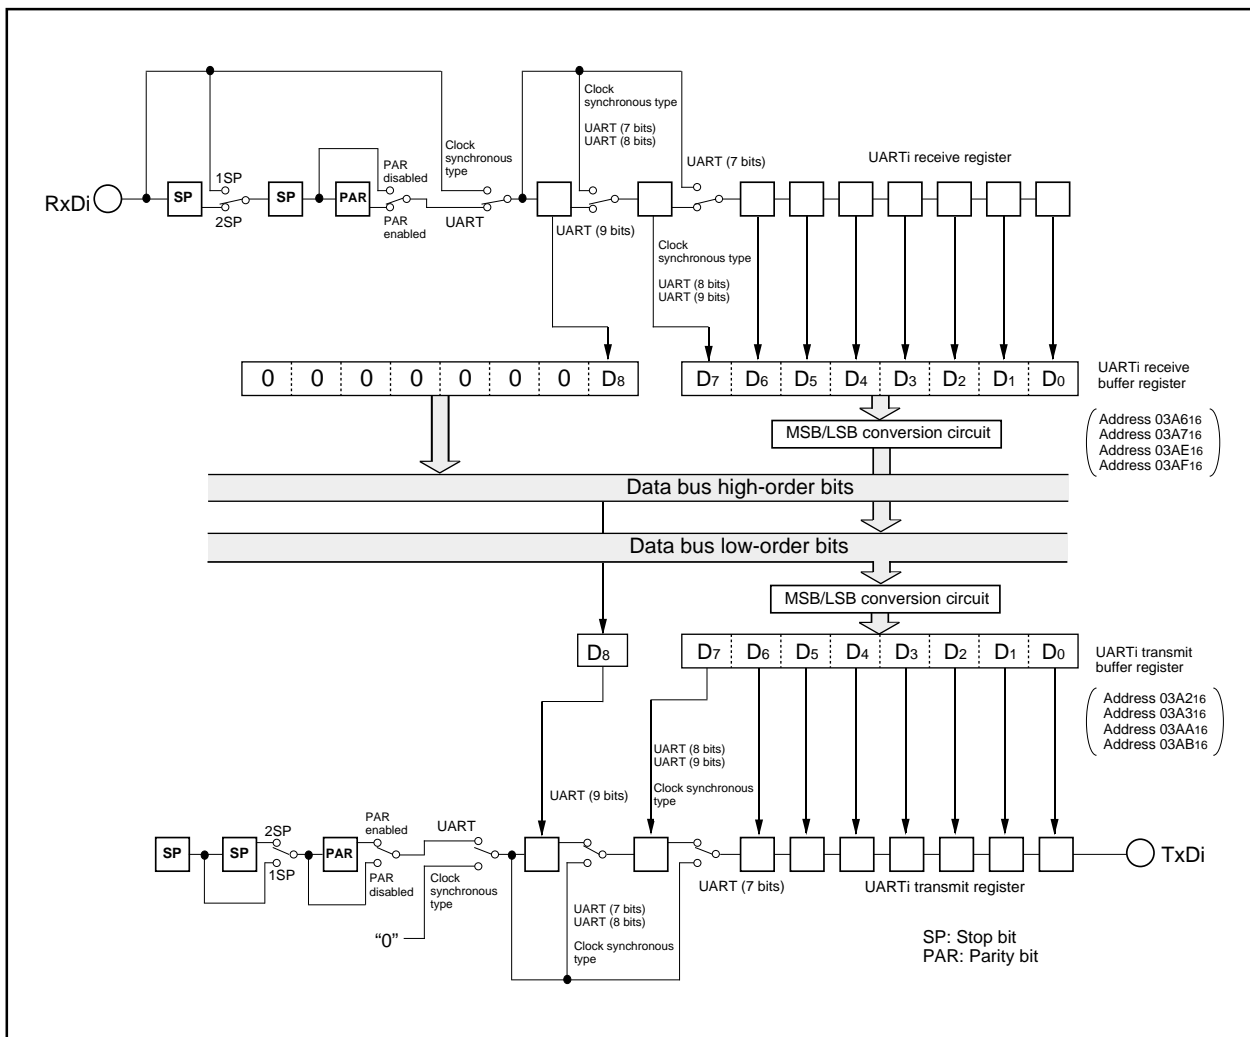 Clock
synchronous type
UART (7 bits)
UART (8 bits)
Clock
synchronous
type
PAR
disabled
UART (7 bits)
UARTi receive register
1SP
RxDi
SP
SP
PAR
2SP
PAR
enabled
UART
UART (9 bits)
Clock
synchronous type
UART (8 bits)
UART (9 bits)
0 0 0 0 0 0 0 D8
D7 D6 D5 D4 D3 D2 D1 D0
UARTi receive
buffer register
MSB/LSB conversion circuit
Address 03A616
Address 03A716
Address 03AE16
Address 03AF16
Data bus high-order bits
Data bus low-order bits
MSB/LSB conversion circuit
D8
D7 D6 D5 D4 D3 D2 D1 D0
UARTi transmit
buffer register
Address 03A216
Address 03A316
Address 03AA16
Address 03AB16
UART (8 bits)
UART (9 bits)
Clock synchronous
type
UART (9 bits)
PAR
enabled
UART
2SP
SP
SP
PAR
TxDi
1SP
PAR
disabled
Clock
synchronous
type
UART (7 bits)
UARTi transmit register
UART (7 bits)
UART (8 bits)
Clock synchronous
type
“0”
SP: Stop bit
PAR: Parity bit